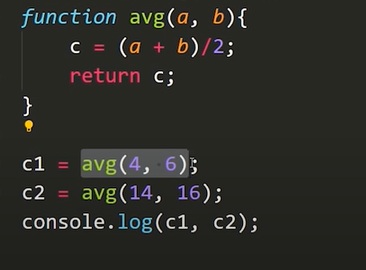 function avg(a, b){
    c = (a + b)/2;
    return c;
}
c1 = avg(4, 6);
c2 = avg(14, 16);
console.log(c1, c2);